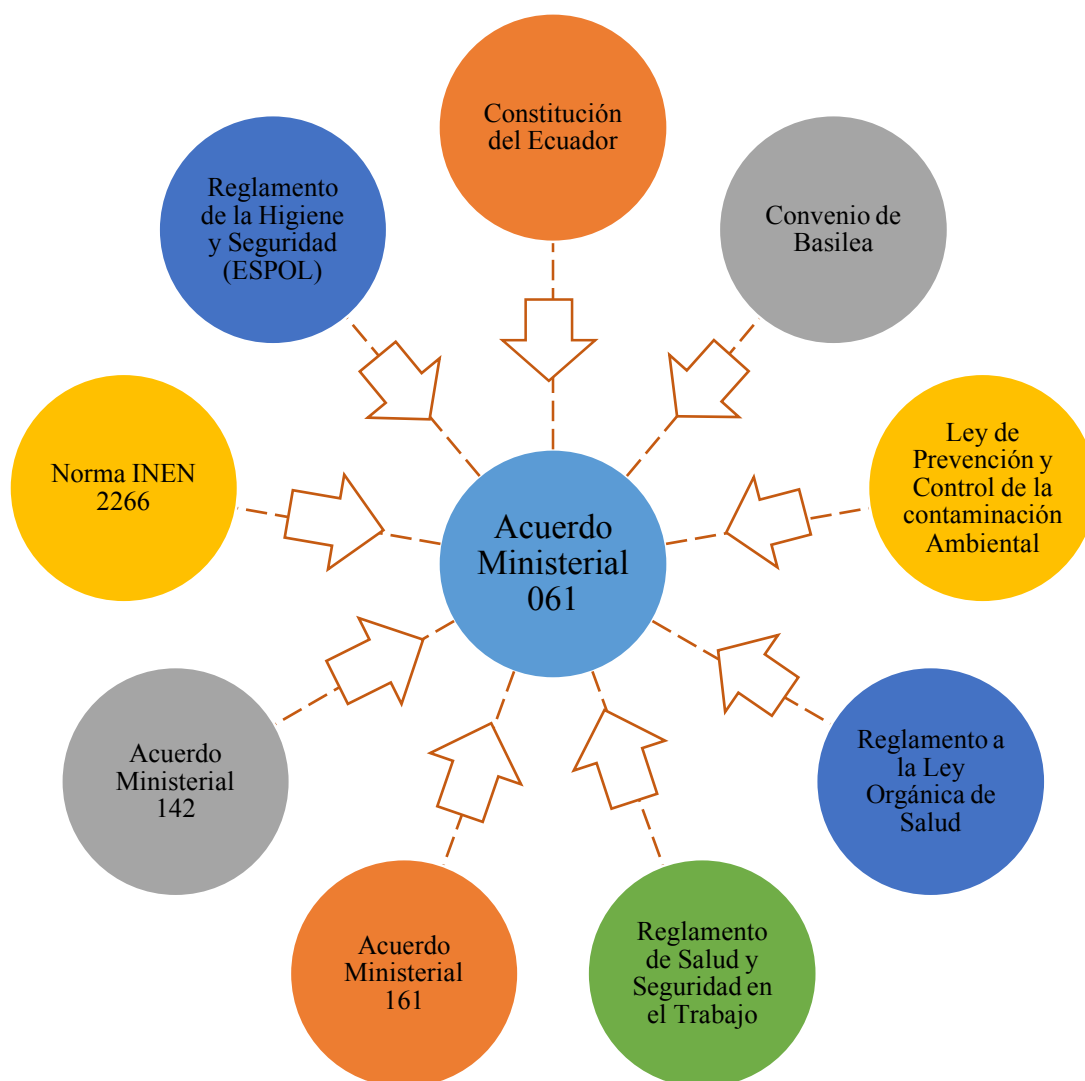 Constitución
del Ecuador
Convenio de
Basilea
Ley de
Prevención y
Control de la
contaminación
Ambiental
Reglamento a
la Ley
Orgánica de
Salud
Reglamento
de Salud y
Seguridad en
el Trabajo
Acuerdo
Ministerial
161
Acuerdo
Ministerial
142
Norma INEN
2266
Reglamento
de la Higiene
y Seguridad
(ESPOL)
Acuerdo
Ministerial
061